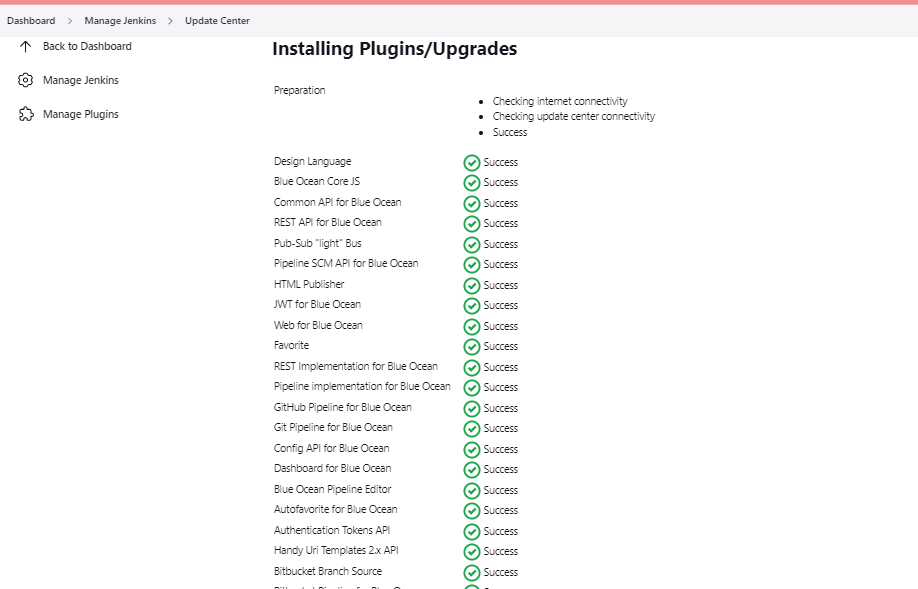 Dashboard > Manage Jenkins > Update Center
Back to Dashboard
Manage Jenkins
Manage Plugins
Installing Plugins/Upgrades
Preparation
• Checking internet connectivity
• Checking update center connectivity
• Success
Design Language Success
Blue Ocean Core JS Success
Common API for Blue Ocean Success
REST API for Blue Ocean Success
Pub-Sub "light" Bus Success
Pipeline SCM API for Blue Ocean Success
HTML Publisher Success
JWT for Blue Ocean Success
Web for Blue Ocean Success
Favorite Success
REST Implementation for Blue Ocean Success
Pipeline implementation for Blue Ocean Success
GitHub Pipeline for Blue Ocean Success
Git Pipeline for Blue Ocean Success
Config API for Blue Ocean Success
Dashboard for Blue Ocean Success
Blue Ocean Pipeline Editor Success
Autofavorite for Blue Ocean Success
Authentication Tokens API Success
Handy Uri Templates 2.x API Success
Bitbucket Branch Source Success